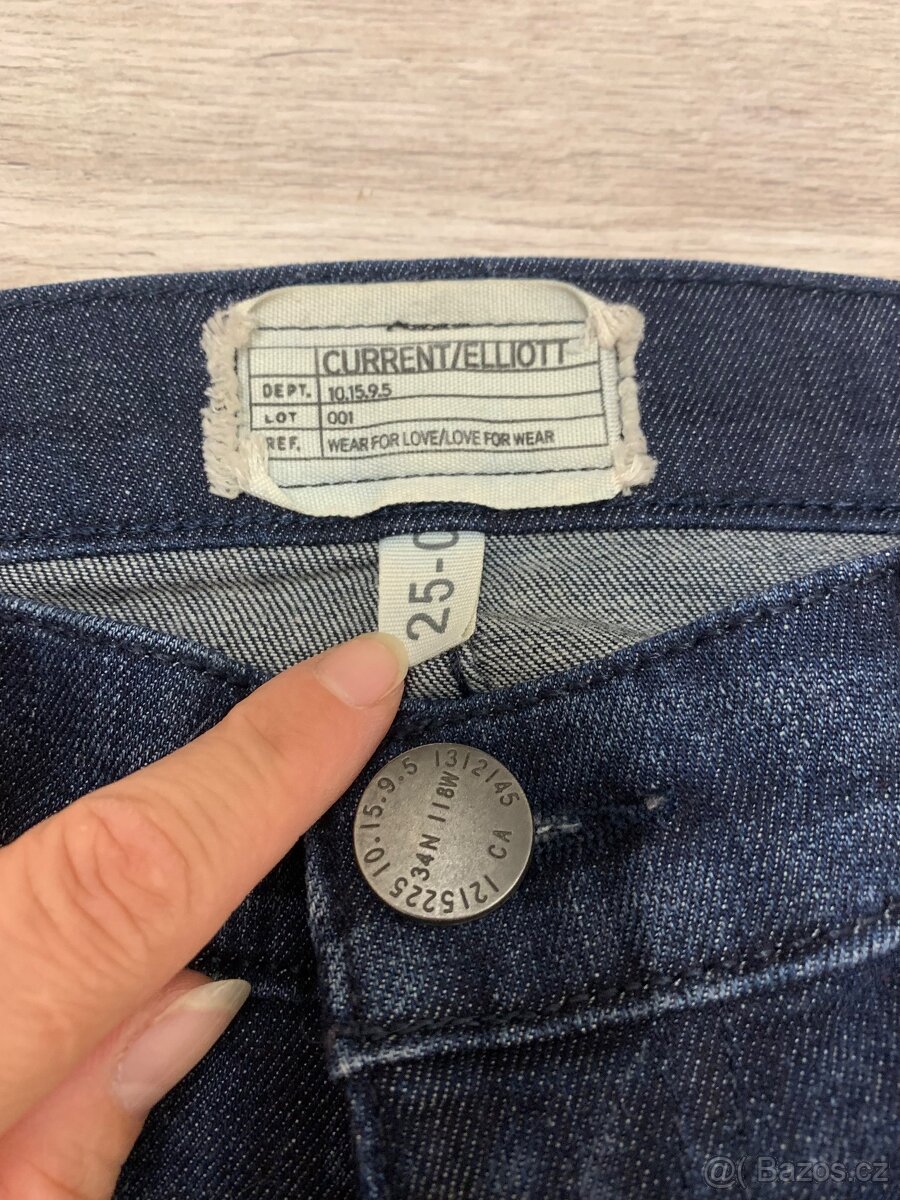 CURRENT/ELLIOTT
DEPT. 10.15.9.5
LOT 001
REF. WEAR FOR LOVE/LOVE FOR WEAR
25-0
10.15.9.5 1312145
34N 118W
CA
1215225
@( Bazos.cz